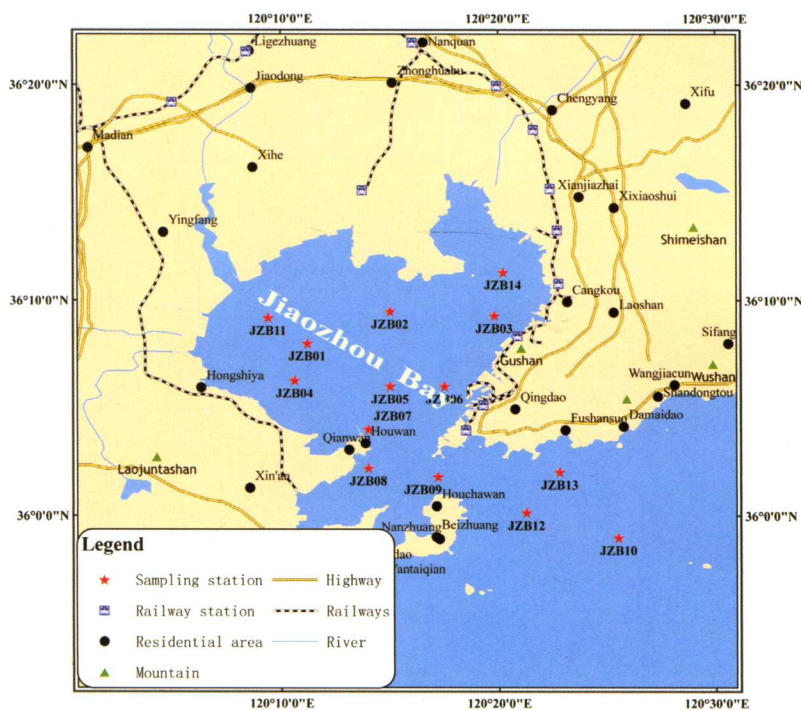 120°10'0"E 120°20'0"E 120°30'0"E
Ligezhuang
Nanquan
36°20'0"N
36°20'0"N
Jiaodong
Zhonghuabu
Chengyang
Xifu
Madian
Xihe
Xianjiazhai
Xixiaoshui
Yingfang
Shimeishan
JZB14
36°10'0"N
36°10'0"N
Cangkou
Laoshan
JZB11
JZB02
JZB03
Jiaozhou Bay
JZB01
Sifang
Gushan
Wangjiacun
Wushan
Hongshiya
JZB04
JZB05
JZB06
Shandongtou
Qingdao
JZB07
Houwan
Fushansuo
Damaidao
Qianwan
Laojuntashan
Xin'an
JZB08
JZB09
JZB13
Houchawan
36°0'0"N
36°0'0"N
JZB12
Nanzhuang
Beizhuang
JZB10
dao
Yantaiqian
Legend
Sampling station
Highway
Railway station
Railways
Residential area
River
Mountain
120°10'0"E 120°20'0"E 120°30'0"E